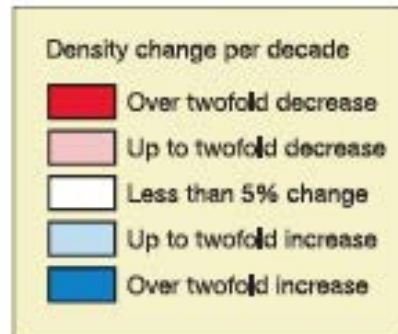 Density change per decade
Over twofold decrease
Up to twofold decrease
Less than 5% change
Up to twofold increase
Over twofold increase